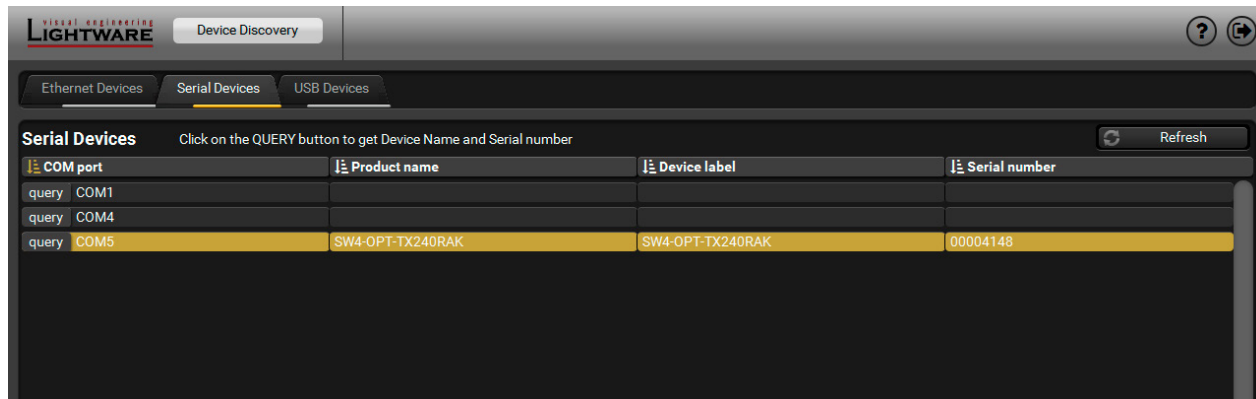 visual engineering
LIGHTWARE
Device Discovery
?
Ethernet Devices Serial Devices USB Devices
Serial Devices Click on the QUERY button to get Device Name and Serial number Refresh
COM port Product name Device label Serial number
query COM1
query COM4
query COM5 SW4-OPT-TX240RAK SW4-OPT-TX240RAK 00004148